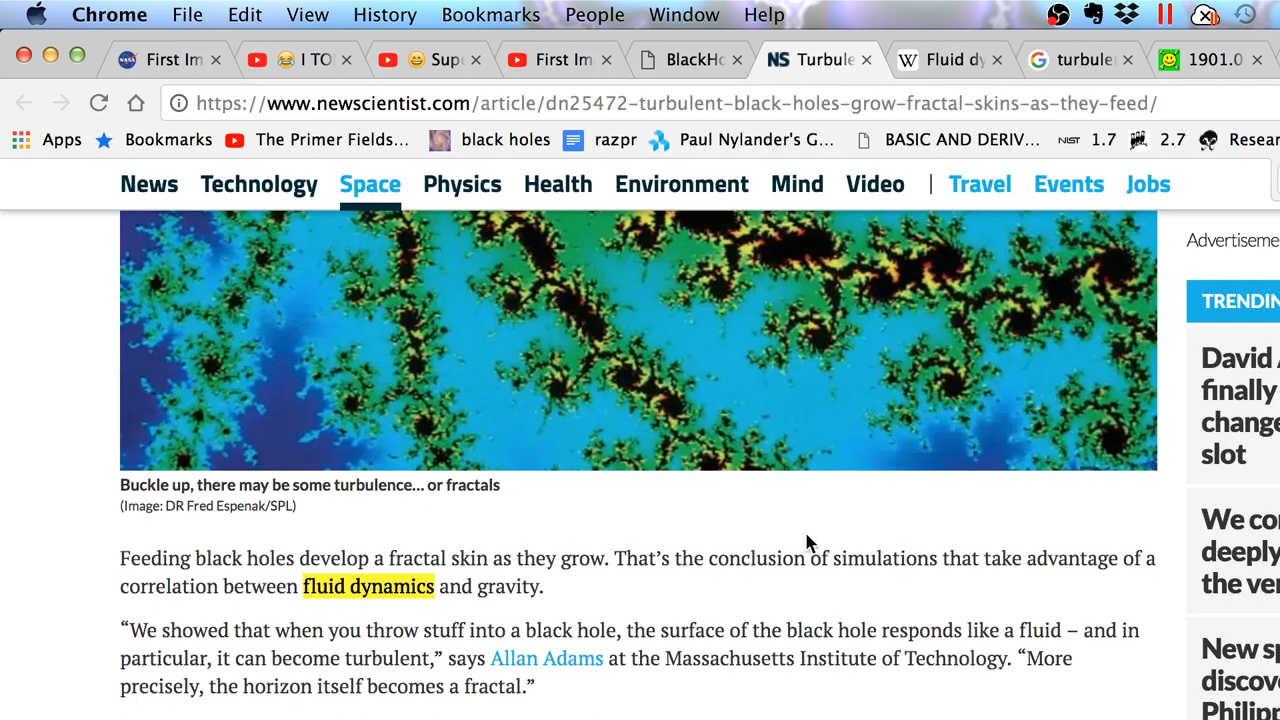 Chrome File Edit View History Bookmarks People Window Help
First Im I TO Sup First Im BlackHo NS Turbule W Fluid dy turbule 1901.0
https://www.newscientist.com/article/dn25472-turbulent-black-holes-grow-fractal-skins-as-they-feed/
Apps Bookmarks The Primer Fields... black holes razpr Paul Nylander's G... BASIC AND DERIV... NIST 1.7 2.7 Resear
News Technology Space Physics Health Environment Mind Video | Travel Events Jobs
Advertiseme
TRENDIN
David
finally
change
slot
We co
deeply
the ver
New sp
discove
Philipp
Buckle up, there may be some turbulence… or fractals
(Image: DR Fred Espenak/SPL)
Feeding black holes develop a fractal skin as they grow. That’s the conclusion of simulations that take advantage of a
correlation between fluid dynamics and gravity.
“We showed that when you throw stuff into a black hole, the surface of the black hole responds like a fluid – and in
particular, it can become turbulent,” says Allan Adams at the Massachusetts Institute of Technology. “More
precisely, the horizon itself becomes a fractal.”